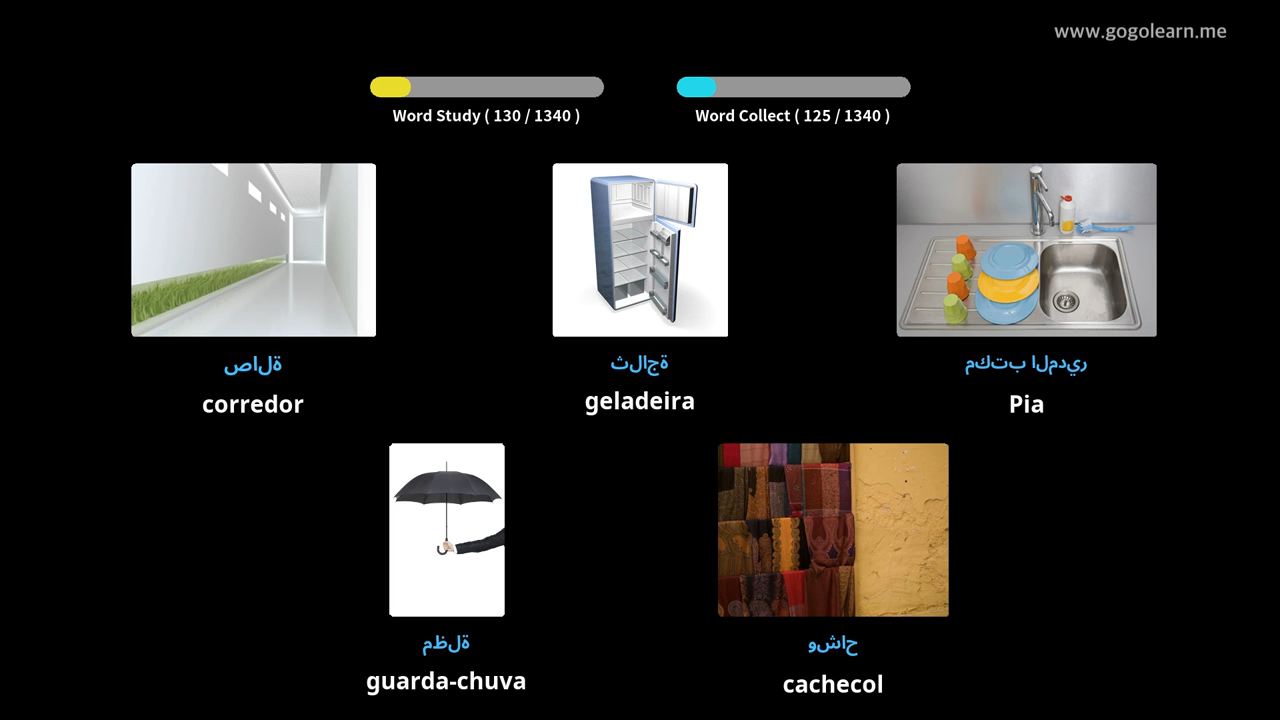 www.gogolearn.me
Word Study ( 130 / 1340 )
Word Collect ( 125 / 1340 )
صالة
corredor
ثلاجة
geladeira
مكتب المدير
Pia
مظلة
guarda-chuva
وشاح
cachecol